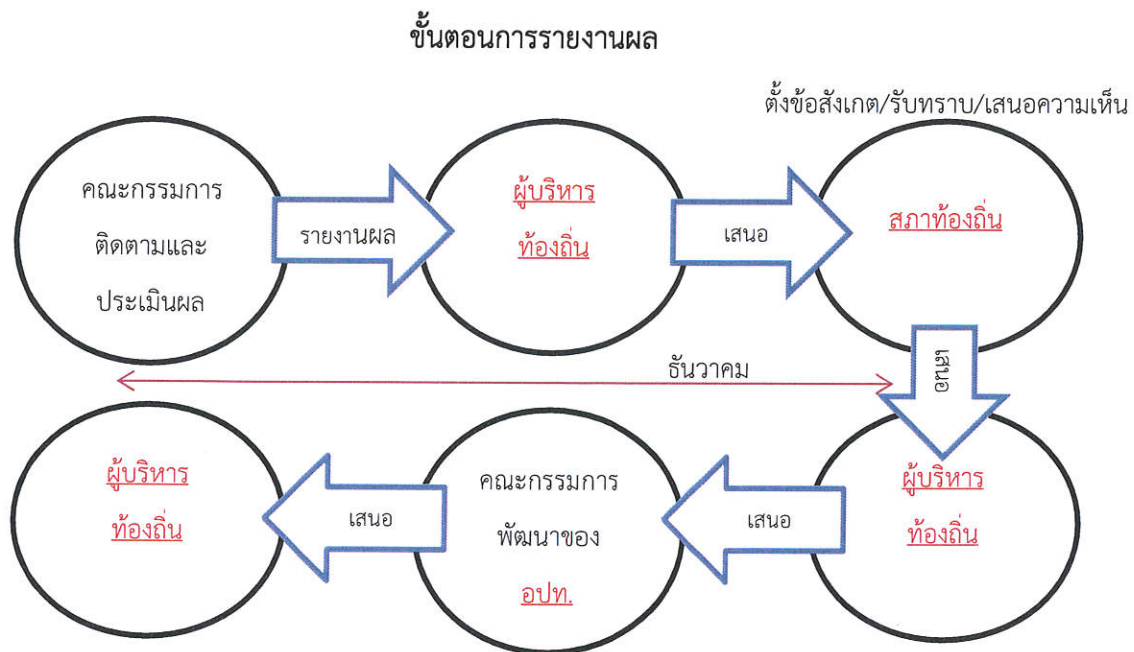 ขั้นตอนการรายงานผล
ตั้งข้อสังเกต/รับทราบ/เสนอความเห็น
คณะกรรมการ
ติดตามและ
ประเมินผล
รายงานผล
ผู้บริหาร
ท้องถิ่น
เสนอ
สภาท้องถิ่น
เสนอ
ธันวาคม
ผู้บริหาร
ท้องถิ่น
เสนอ
คณะกรรมการ
พัฒนาของ
อปท.
เสนอ
ผู้บริหาร
ท้องถิ่น